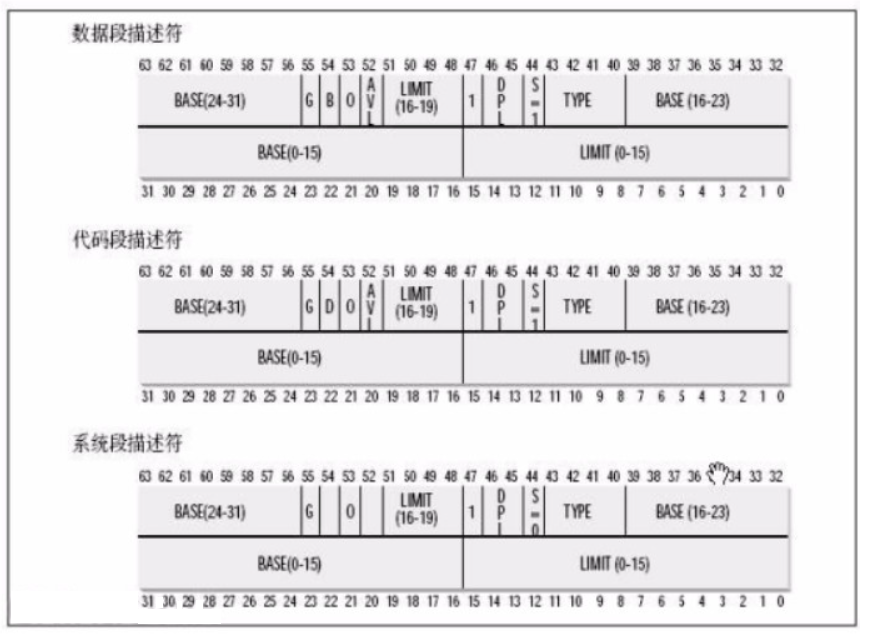 数据段描述符
63 62 61 60 59 58 57 56 55 54 53 52 51 50 49 48 47 46 45 44 43 42 41 40 39 38 37 36 35 34 33 32
BASE(24-31) G B 0 AVL LIMIT (16-19) 1 DPL S=1 TYPE BASE (16-23)
BASE(0-15) LIMIT (0-15)
31 30 29 28 27 26 25 24 23 22 21 20 19 18 17 16 15 14 13 12 11 10 9 8 7 6 5 4 3 2 1 0
代码段描述符
63 62 61 60 59 58 57 56 55 54 53 52 51 50 49 48 47 46 45 44 43 42 41 40 39 38 37 36 35 34 33 32
BASE(24-31) G D 0 AVL LIMIT (16-19) 1 DPL S=1 TYPE BASE (16-23)
BASE(0-15) LIMIT (0-15)
31 30 29 28 27 26 25 24 23 22 21 20 19 18 17 16 15 14 13 12 11 10 9 8 7 6 5 4 3 2 1 0
系统段描述符
63 62 61 60 59 58 57 56 55 54 53 52 51 50 49 48 47 46 45 44 43 42 41 40 39 38 37 36 34 33 32
BASE(24-31) G 0 LIMIT (16-19) 1 DPL S=0 TYPE BASE (16-23)
BASE(0-15) LIMIT (0-15)
31 30 29 28 27 26 25 24 23 22 21 20 19 18 17 16 15 14 13 12 11 10 9 8 7 6 5 4 3 2 1 0